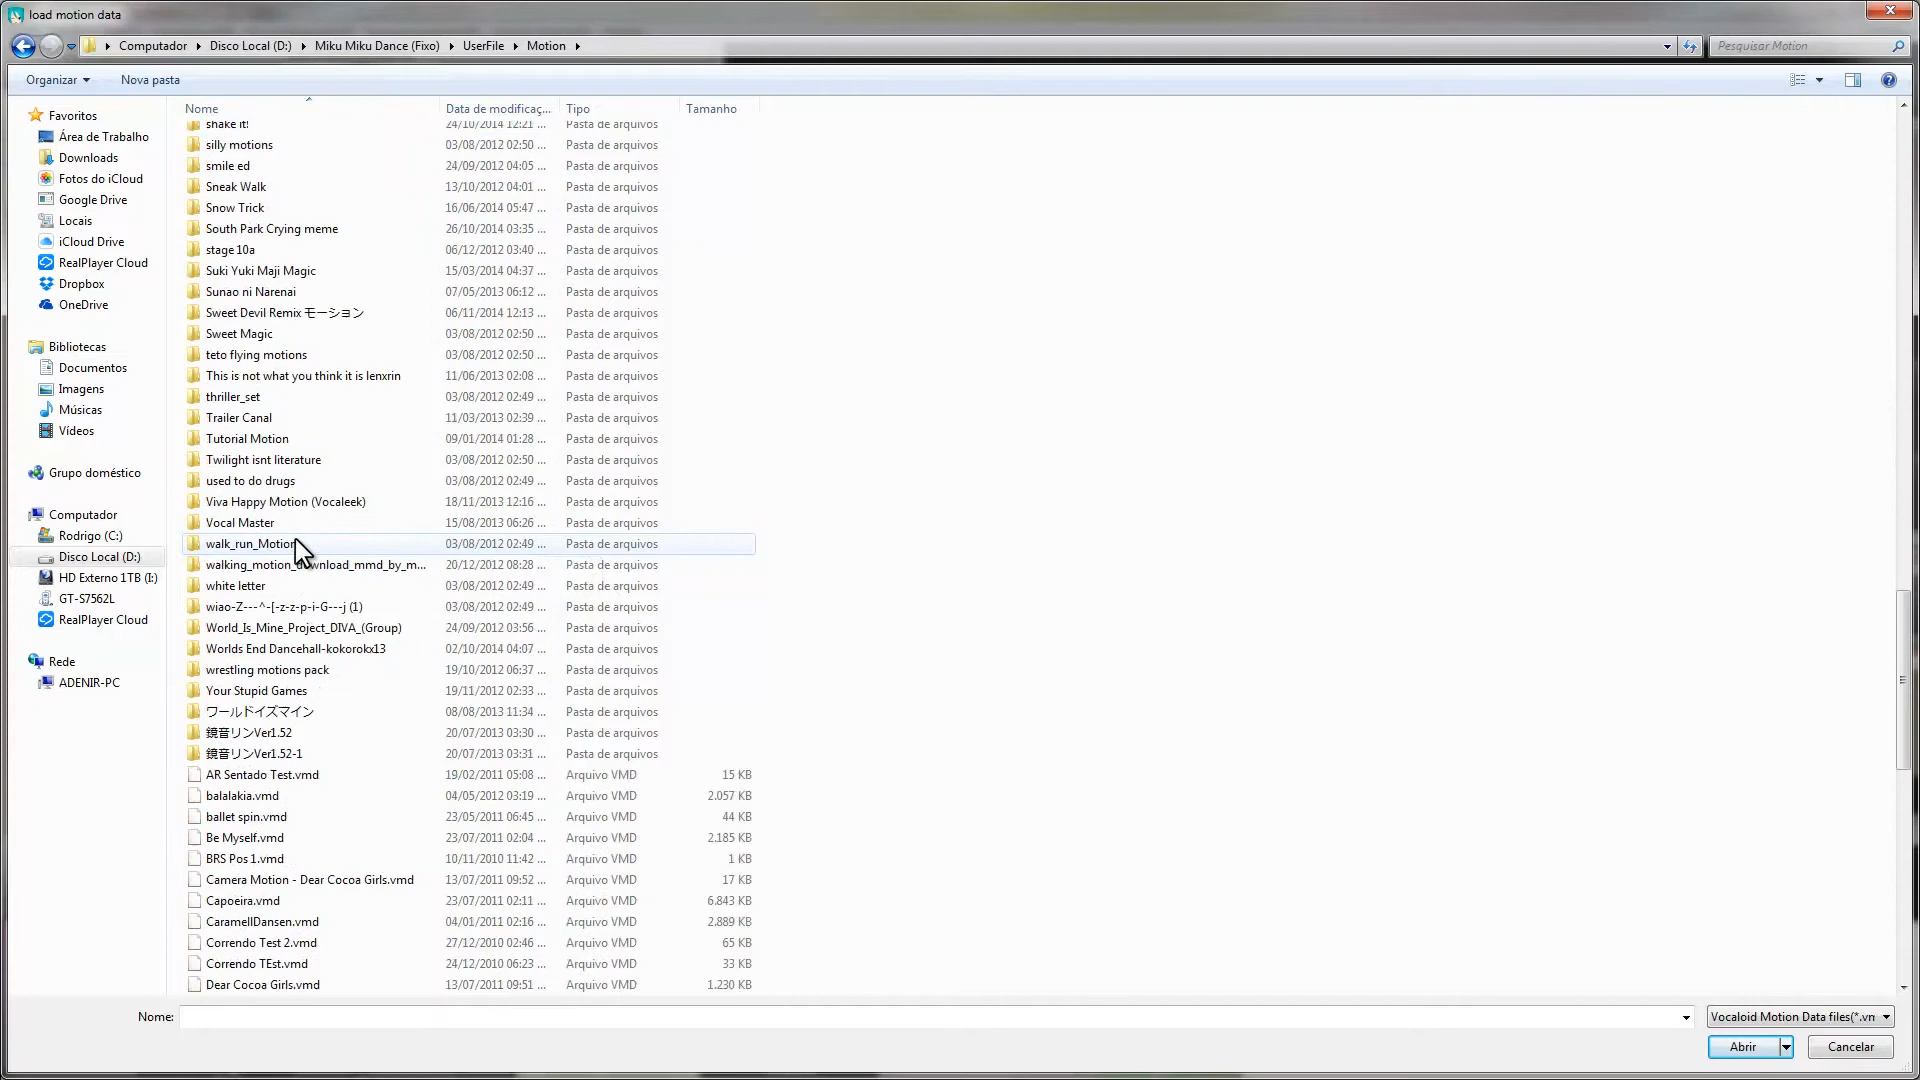 load motion data
Computador Disco Local (D:) Miku Miku Dance (Fixo) UserFile Motion
Pesquisar Motion
Organizar Nova pasta
Nome Data de modificaç... Tipo Tamanho
Favoritos
Área de Trabalho
Downloads
Fotos do iCloud
Google Drive
Locais
iCloud Drive
RealPlayer Cloud
Dropbox
OneDrive
Bibliotecas
Documentos
Imagens
Músicas
Vídeos
Grupo doméstico
Computador
Rodrigo (C:)
Disco Local (D:)
HD Externo 1TB (I:)
GT-S7562L
RealPlayer Cloud
Rede
ADENIR-PC
shake it! 24/10/2014 12:21 ... Pasta de arquivos
silly motions 03/08/2012 02:50 ... Pasta de arquivos
smile ed 24/09/2012 04:05 ... Pasta de arquivos
Sneak Walk 13/10/2012 04:01 ... Pasta de arquivos
Snow Trick 16/06/2014 05:47 ... Pasta de arquivos
South Park Crying meme 26/10/2014 03:35 ... Pasta de arquivos
stage 10a 06/12/2012 03:40 ... Pasta de arquivos
Suki Yuki Maji Magic 15/03/2014 04:37 ... Pasta de arquivos
Sunao ni Narenai 07/05/2013 06:12 ... Pasta de arquivos
Sweet Devil Remix モーション 06/11/2014 12:13 ... Pasta de arquivos
Sweet Magic 03/08/2012 02:50 ... Pasta de arquivos
teto flying motions 03/08/2012 02:50 ... Pasta de arquivos
This is not what you think it is lenxrin 11/06/2013 02:08 ... Pasta de arquivos
thriller_set 03/08/2012 02:49 ... Pasta de arquivos
Trailer Canal 11/03/2013 02:39 ... Pasta de arquivos
Tutorial Motion 09/01/2014 01:28 ... Pasta de arquivos
Twilight isnt literature 03/08/2012 02:50 ... Pasta de arquivos
used to do drugs 03/08/2012 02:49 ... Pasta de arquivos
Viva Happy Motion (Vocaleek) 18/11/2013 12:16 ... Pasta de arquivos
Vocal Master 15/08/2013 06:26 ... Pasta de arquivos
walk_run_Motion 03/08/2012 02:49 ... Pasta de arquivos
walking_motion_download_mmd_by_m... 20/12/2012 08:28 ... Pasta de arquivos
white letter 03/08/2012 02:49 ... Pasta de arquivos
wiao-Z---^-[-z-z-p-i-G---j (1) 03/08/2012 02:49 ... Pasta de arquivos
World_Is_Mine_Project_DIVA_(Group) 24/09/2012 03:56 ... Pasta de arquivos
Worlds End Dancehall-kokorokx13 02/10/2014 04:07 ... Pasta de arquivos
wrestling motions pack 19/10/2012 06:37 ... Pasta de arquivos
Your Stupid Games 19/11/2012 02:33 ... Pasta de arquivos
ワールドイズマイン 08/08/2013 11:34 ... Pasta de arquivos
鏡音リンVer1.52 20/07/2013 03:30 ... Pasta de arquivos
鏡音リンVer1.52-1 20/07/2013 03:31 ... Pasta de arquivos
AR Sentado Test.vmd 19/02/2011 05:08 ... Arquivo VMD 15 KB
balalakia.vmd 04/05/2012 03:19 ... Arquivo VMD 2.057 KB
ballet spin.vmd 23/05/2011 06:45 ... Arquivo VMD 44 KB
Be Myself.vmd 23/07/2011 02:04 ... Arquivo VMD 2.185 KB
BRS Pos 1.vmd 10/11/2010 11:42 ... Arquivo VMD 1 KB
Camera Motion - Dear Cocoa Girls.vmd 13/07/2011 09:52 ... Arquivo VMD 17 KB
Capoeira.vmd 23/07/2011 02:11 ... Arquivo VMD 6.843 KB
CaramellDansen.vmd 04/01/2011 02:16 ... Arquivo VMD 2.889 KB
Correndo Test 2.vmd 27/12/2010 02:46 ... Arquivo VMD 65 KB
Correndo TEst.vmd 24/12/2010 06:23 ... Arquivo VMD 33 KB
Dear Cocoa Girls.vmd 13/07/2011 09:51 ... Arquivo VMD 1.230 KB
Nome: Vocaloid Motion Data files(*.vn
Abrir Cancelar